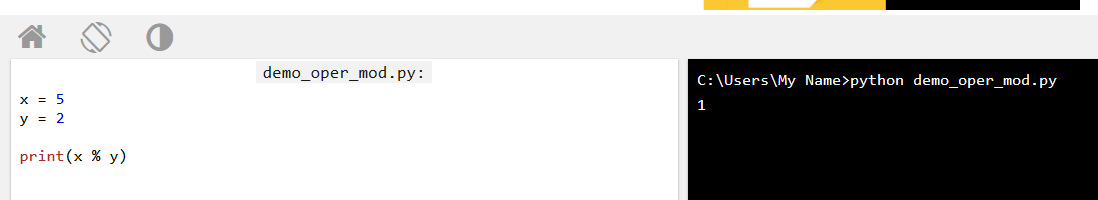 demo_oper_mod.py:
x = 5
y = 2
print(x % y)
C:\Users\My Name>python demo_oper_mod.py
1